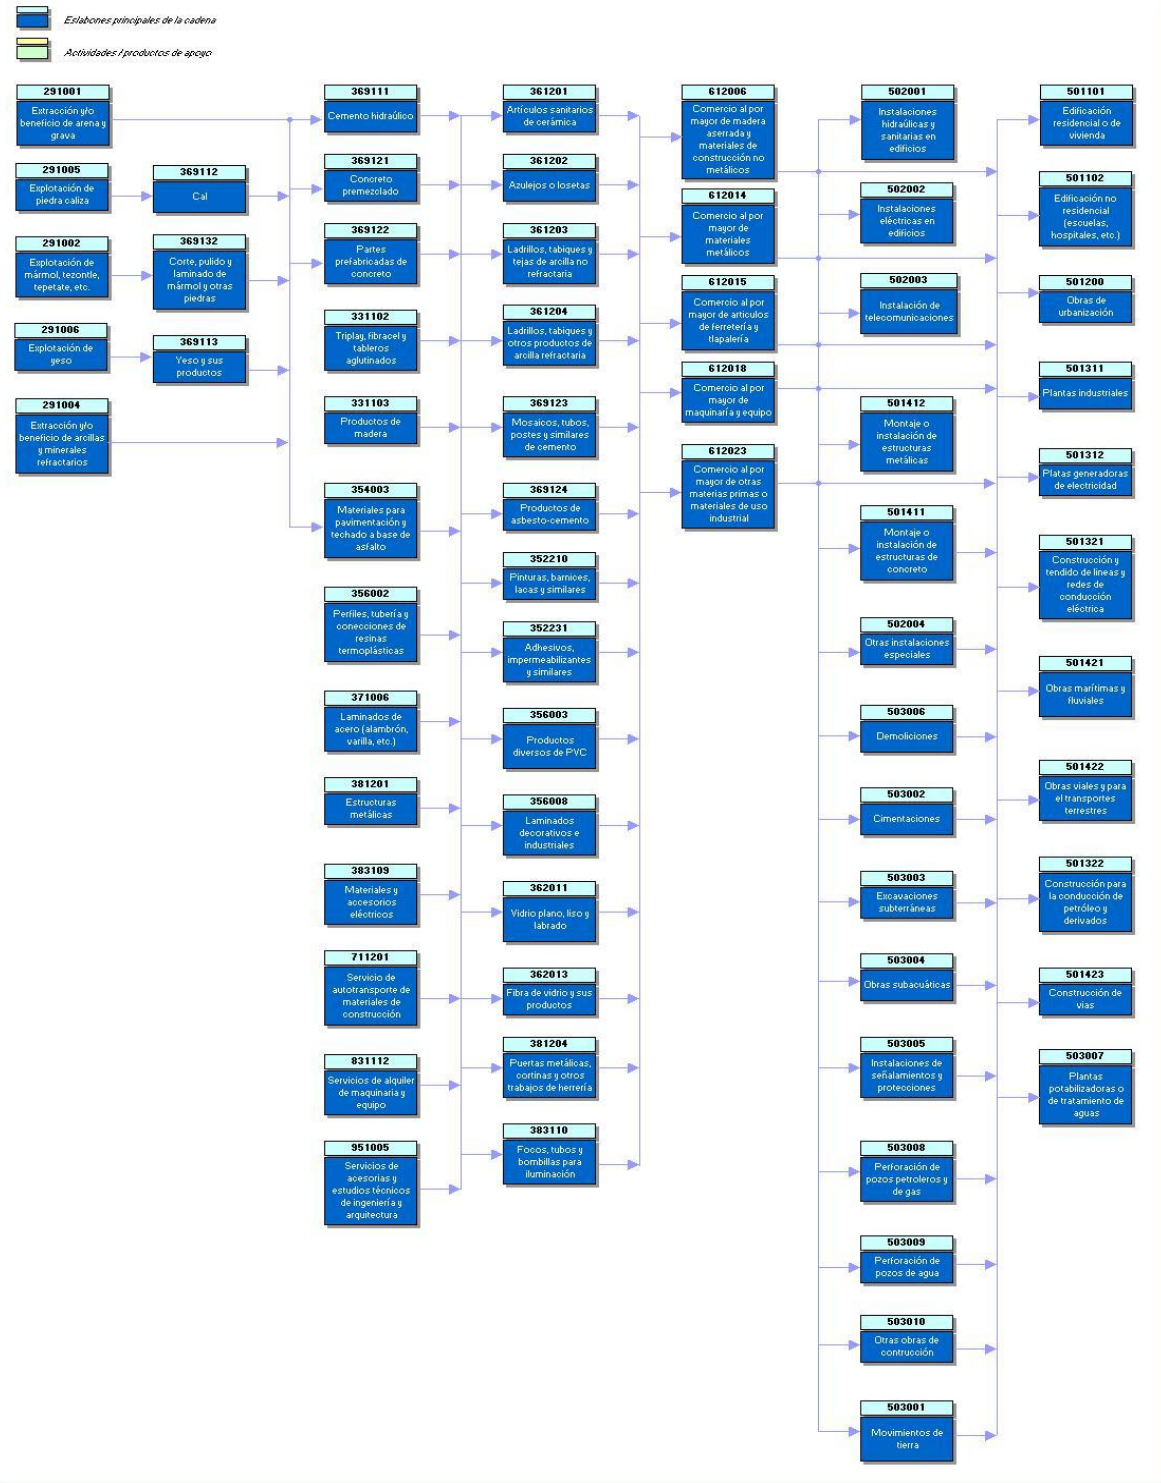 Eslabones principales de la cadena
Actividades / productos de apoyo
291001
Extracción y/o
beneficio de arena y
grava
291005
Explotación de
piedra caliza
291002
Explotación de
mármol, tezontle,
tepetate, etc.
291006
Explotación de
yeso
291004
Extracción y/o
beneficio de arcillas
y minerales
refractarios
369112
Cal
369132
Corte, pulido y
laminado de
mármol y otras
piedras
369113
Yeso y sus
productos
369111
Cemento hidraúlico
369121
Concreto
premezclado
369122
Partes
prefabricadas de
concreto
331102
Triplay, fibracel y
tableros
aglutinados
331103
Productos de
madera
354003
Materiales para
pavimentación y
techado a base de
asfalto
356002
Perfiles, tubería y
conecciones de
resinas
termoplásticas
371006
Laminados de
acero (alambrón,
varilla, etc.)
381201
Estructuras
metálicas
383109
Materiales y
accesorios
eléctricos
711201
Servicio de
autotransporte de
materiales de
construcción
831112
Servicios de alquiler
de maquinaria y
equipo
951005
Servicios de
acesorias y
estudios técnicos
de ingeniería y
arquitectura
361201
Artículos sanitarios
de cerámica
361202
Azulejos o losetas
361203
Ladrillos, tabiques y
tejas de arcilla no
refractaria
361204
Ladrillos, tabiques y
otros productos de
arcilla refractaria
369123
Mosaicos, tubos,
postes y similares
de cemento
369124
Productos de
asbesto-cemento
352210
Pinturas, barnices,
lacas y similares
352231
Adhesivos,
impermeabilizantes
y similares
356003
Productos
diversos de PVC
356008
Laminados
decorativos e
industriales
362011
Vidrio plano, liso y
labrado
362013
Fibra de vidrio y sus
productos
381204
Puertas metálicas,
cortinas y otros
trabajos de herrería
383110
Focos, tubos y
bombillas para
iluminación
612006
Comercio al por
mayor de madera
aserrada y
materiales de
construcción no
metálicos
612014
Comercio al por
mayor de
materiales
metálicos
612015
Comercio al por
mayor de articulos
de ferretería y
tlapalería
612018
Comercio al por
mayor de
maquinaría y equipo
612023
Comercio al por
mayor de otras
materias primas o
materiales de uso
industrial
502001
Instalaciones
hidraúlicas y
sanitarias en
edificios
502002
Instalaciones
eléctricas en
edificios
502003
Instalación de
telecomunicaciones
501412
Montaje o
instalación de
estructuras
metálicas
501411
Montaje o
instalación de
estructuras de
concreto
502004
Otras instalaciones
especiales
503006
Demoliciones
503002
Cimentaciones
503003
Excavaciones
subterráneas
503004
Obras subacuáticas
503005
Instalaciones de
señalamientos y
protecciones
503008
Perforación de
pozos petroleros y
de gas
503009
Perforación de
pozos de agua
503010
Otras obras de
contrucción
503001
Movimientos de
tierra
501101
Edificación
residencial o de
vivienda
501102
Edificación no
residencial
(escuelas,
hospitales, etc.)
501200
Obras de
urbanización
501311
Plantas industriales
501312
Platas generadoras
de electricidad
501321
Construcción y
tendido de lineas y
redes de
conducción
eléctrica
501421
Obras marítimas y
fluviales
501422
Obras viales y para
el transportes
terrestres
501322
Construcción para
la conducción de
petróleo y
derivados
501423
Construcción de
vias
503007
Plantas
potabilizadoras o
de tratamiento de
aguas